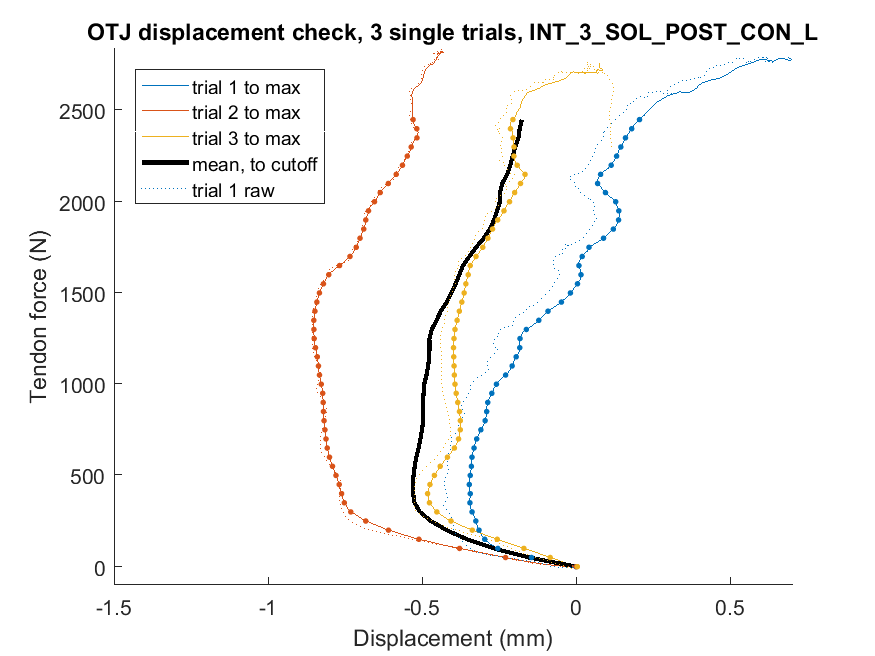 OTJ displacement check, 3 single trials, INT_3_SOL_POST_CON_L
trial 1 to max
trial 2 to max
trial 3 to max
mean, to cutoff
trial 1 raw
Tendon force (N)
2500
2000
1500
1000
500
0
-1.5 -1 -0.5 0 0.5
Displacement (mm)